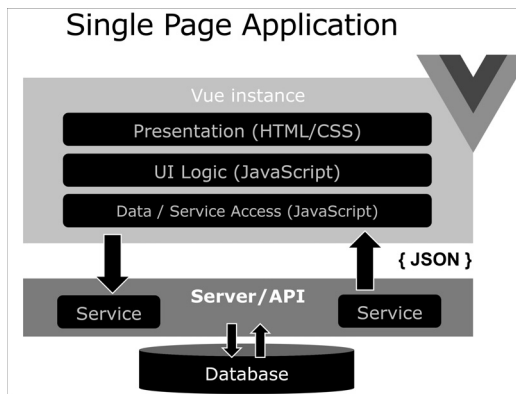 Single Page Application
Vue instance
Presentation (HTML/CSS)
UI Logic (JavaScript)
Data / Service Access (JavaScript)
{ JSON }
Server/API
Service
Service
Database